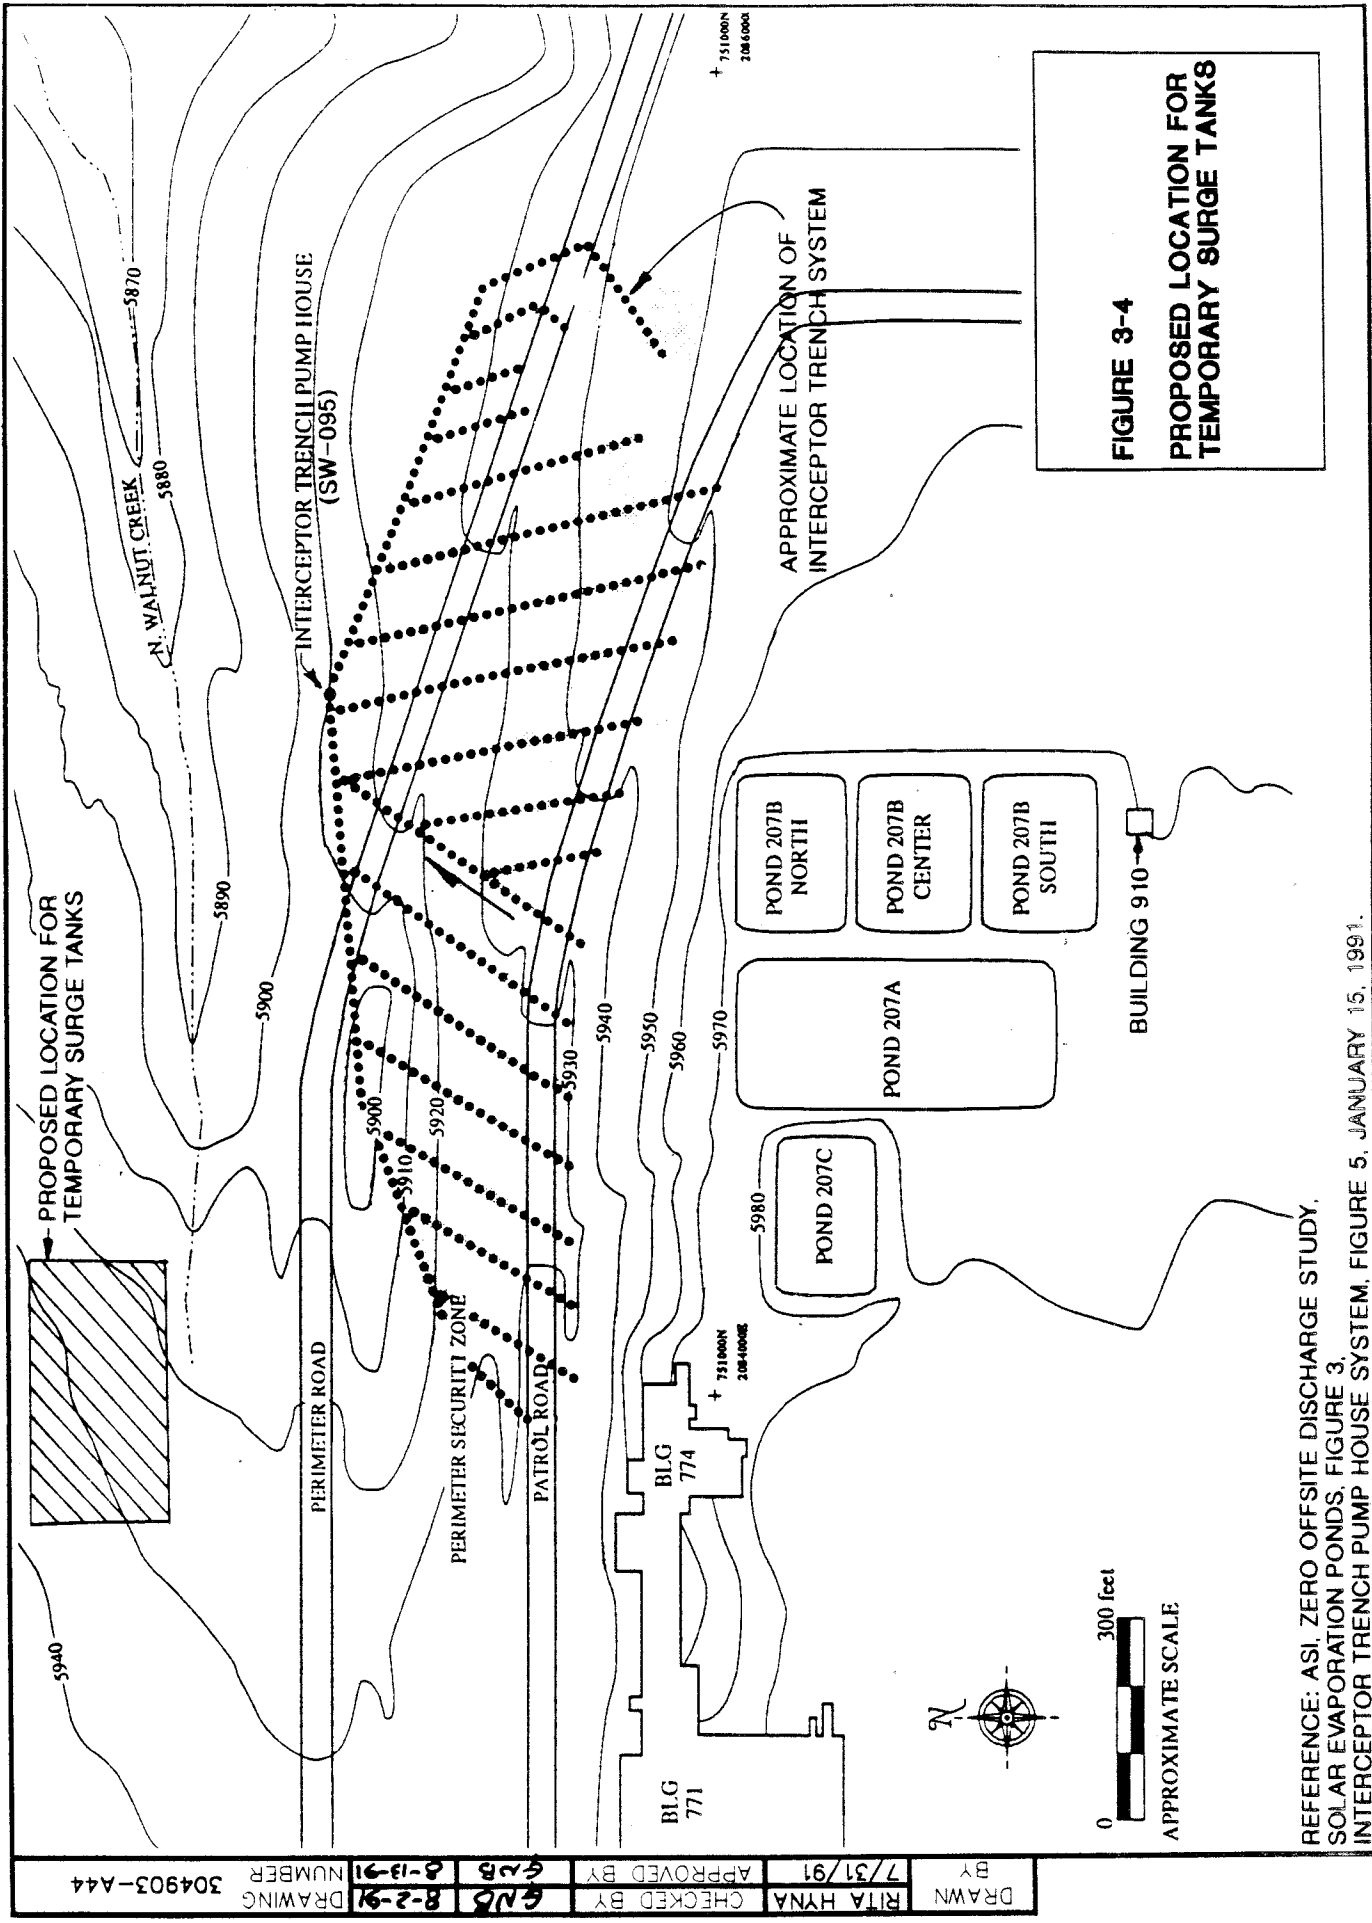 DRAWN
BY
RITA HYNA
7/31/91
CHECKED BY
APPROVED BY
GNB
GNB
8-2-91
8-13-91
DRAWING
NUMBER
304903-A44
PROPOSED LOCATION FOR
TEMPORARY SURGE TANKS
N. WALNUT CREEK
5870
5880
5890
5900
5940
INTERCEPTOR TRENCH PUMP HOUSE
(SW-095)
+ 751000N
PERIMETER ROAD
5900
5910
5920
PERIMETER SECURITY ZONE
PATROL ROAD
5930
5940
5950
5960
5970
5980
APPROXIMATE LOCATION OF
INTERCEPTOR TRENCH SYSTEM
+ 751000N
2084000E
BLG
774
BLG
771
POND 207C
POND 207A
POND 207B
NORTH
POND 207B
CENTER
POND 207B
SOUTH
BUILDING 910
N
0
300 feet
APPROXIMATE SCALE
FIGURE 3-4
PROPOSED LOCATION FOR
TEMPORARY SURGE TANKS
REFERENCE: ASI, ZERO OFFSITE DISCHARGE STUDY,
SOLAR EVAPORATION PONDS, FIGURE 3,
INTERCEPTOR TRENCH PUMP HOUSE SYSTEM, FIGURE 5, JANUARY 15, 1991.